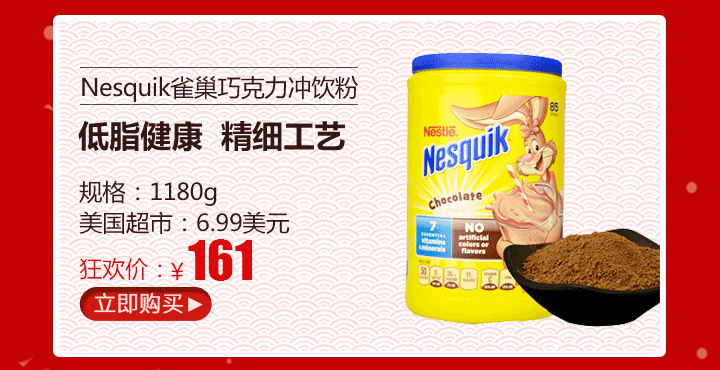 Nesquik雀巢巧克力冲饮粉
低脂健康 精细工艺
规格：1180g
美国超市：6.99美元
狂欢价：￥161
立即购买
85
Nestlé
Nesquik
Chocolate
7
vitamins
& minerals
NO
artificial
colors or
flavors